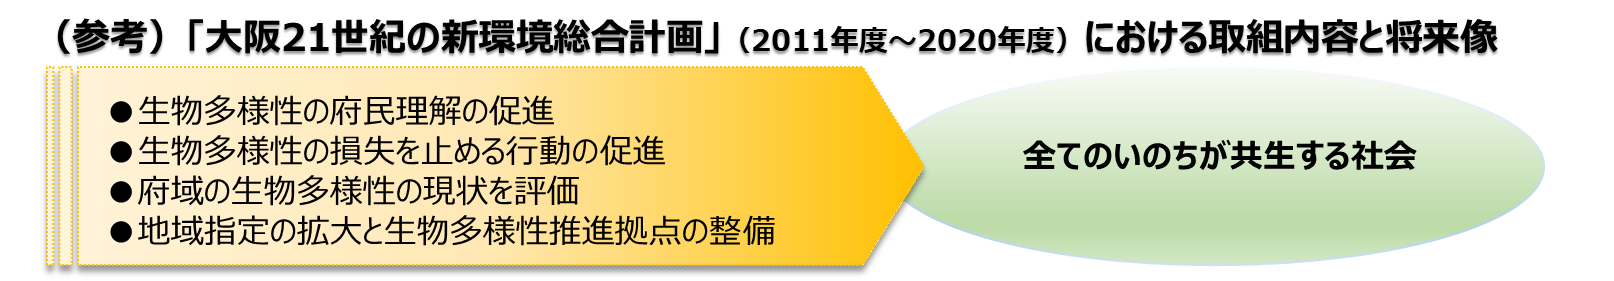 （参考）「大阪21世紀の新環境総合計画」（2011年度～2020年度）における取組内容と将来像
●生物多様性の府民理解の促進
●生物多様性の損失を止める行動の促進
●府域の生物多様性の現状を評価
●地域指定の拡大と生物多様性推進拠点の整備
全てのいのちが共生する社会